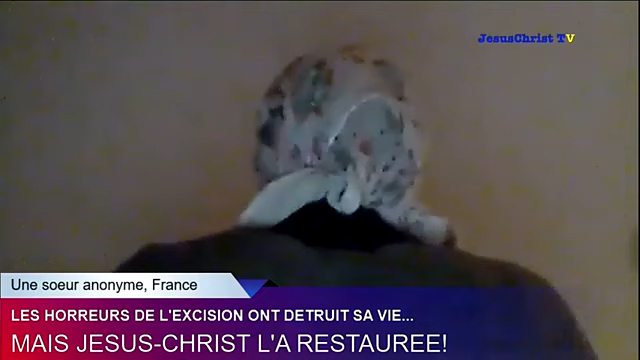 JesusChrist TV
Une soeur anonyme, France
LES HORREURS DE L'EXCISION ONT DETRUIT SA VIE...
MAIS JESUS-CHRIST L'A RESTAUREE!